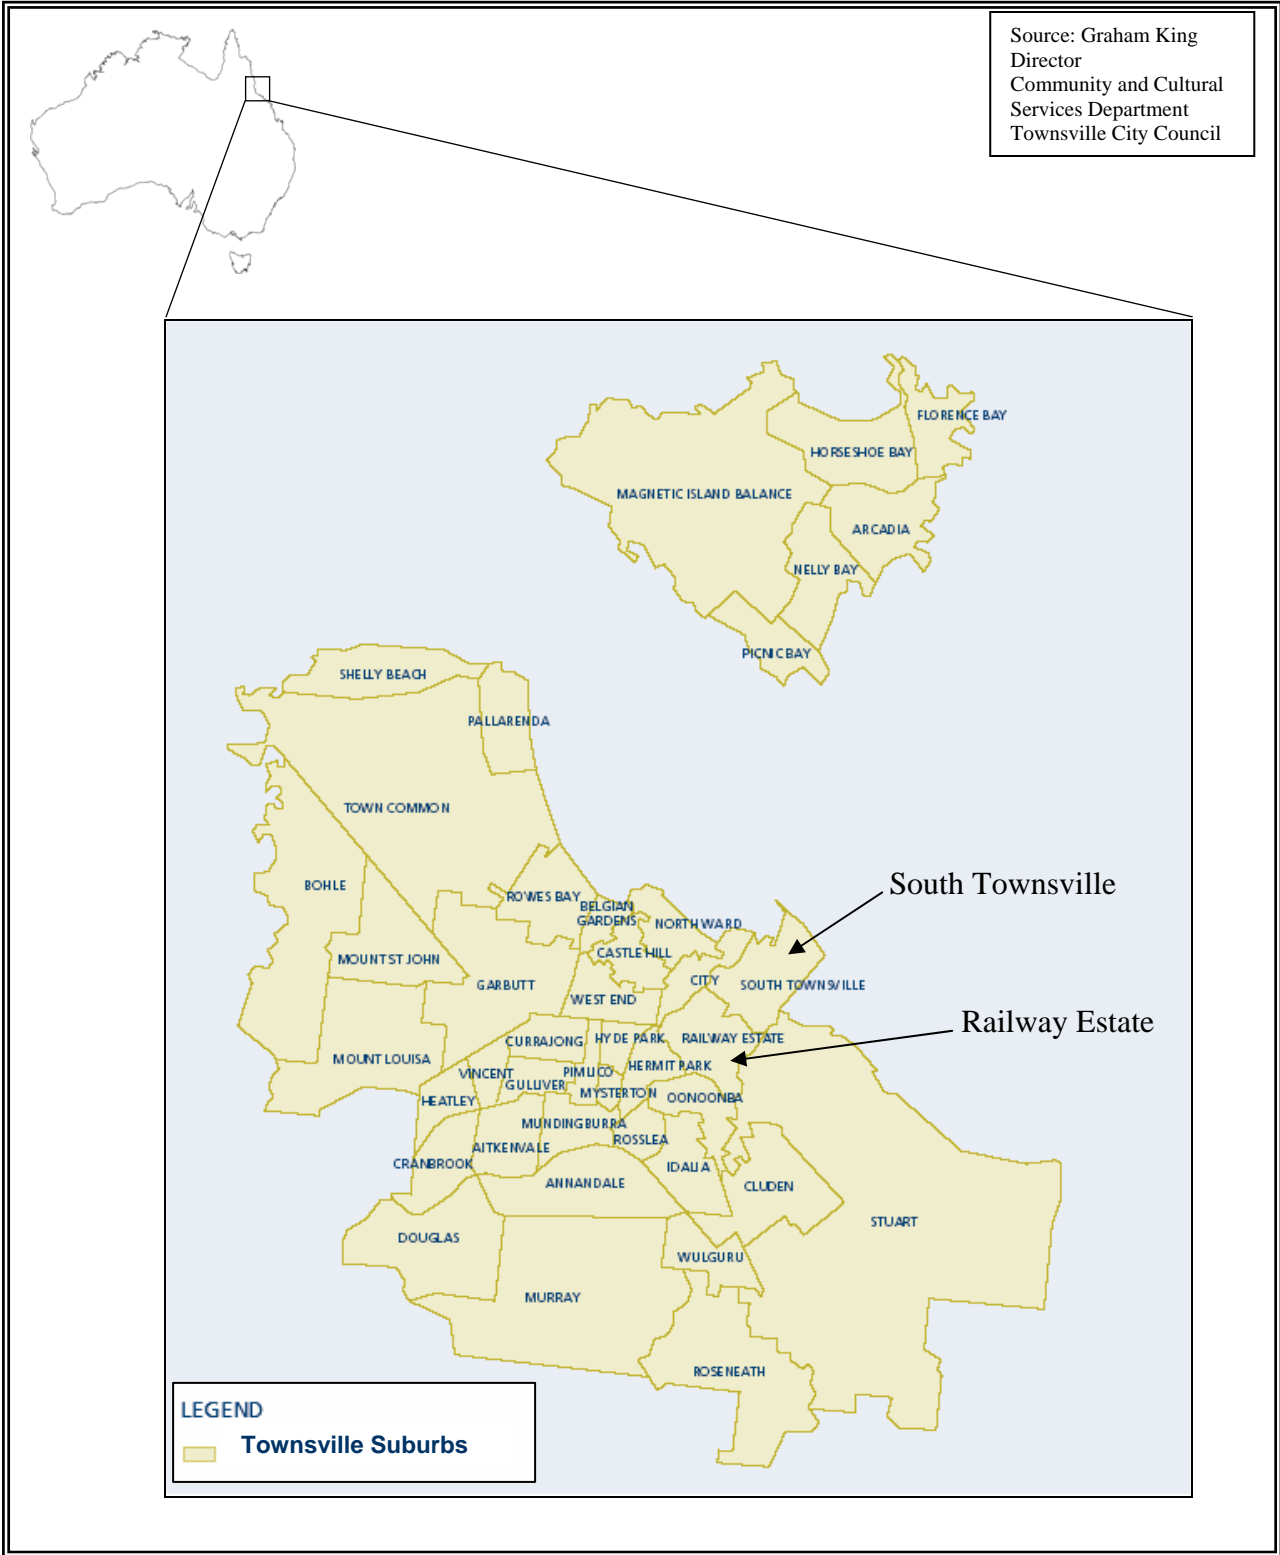 Source: Graham King
Director
Community and Cultural
Services Department
Townsville City Council
FLORENCE BAY
HORSESHOE BAY
MAGNETIC ISLAND BALANCE
ARCADIA
NELLY BAY
PICNIC BAY
SHELLY BEACH
PALLARENDA
TOWN COMMON
BOHLE
South Townsville
ROWES BAY
BELGIAN
GARDENS
NORTH WARD
CASTLE HILL
MOUNT ST JOHN
GARBUTT
CITY
SOUTH TOWNSVILLE
WEST END
Railway Estate
CURRAJONG
HYDE PARK
RAILWAY ESTATE
MOUNT LOUISA
VINCENT
PIMLICO
HERMIT PARK
GULLIVER
MYSTERTON
OONOONBA
HEATLEY
MUNDINGBURRA
ROSSLEA
AITKENVALE
CRANBROOK
IDALIA
ANNANDALE
CLUDEN
STUART
DOUGLAS
WULGURU
MURRAY
ROSENEATH
LEGEND
Townsville Suburbs